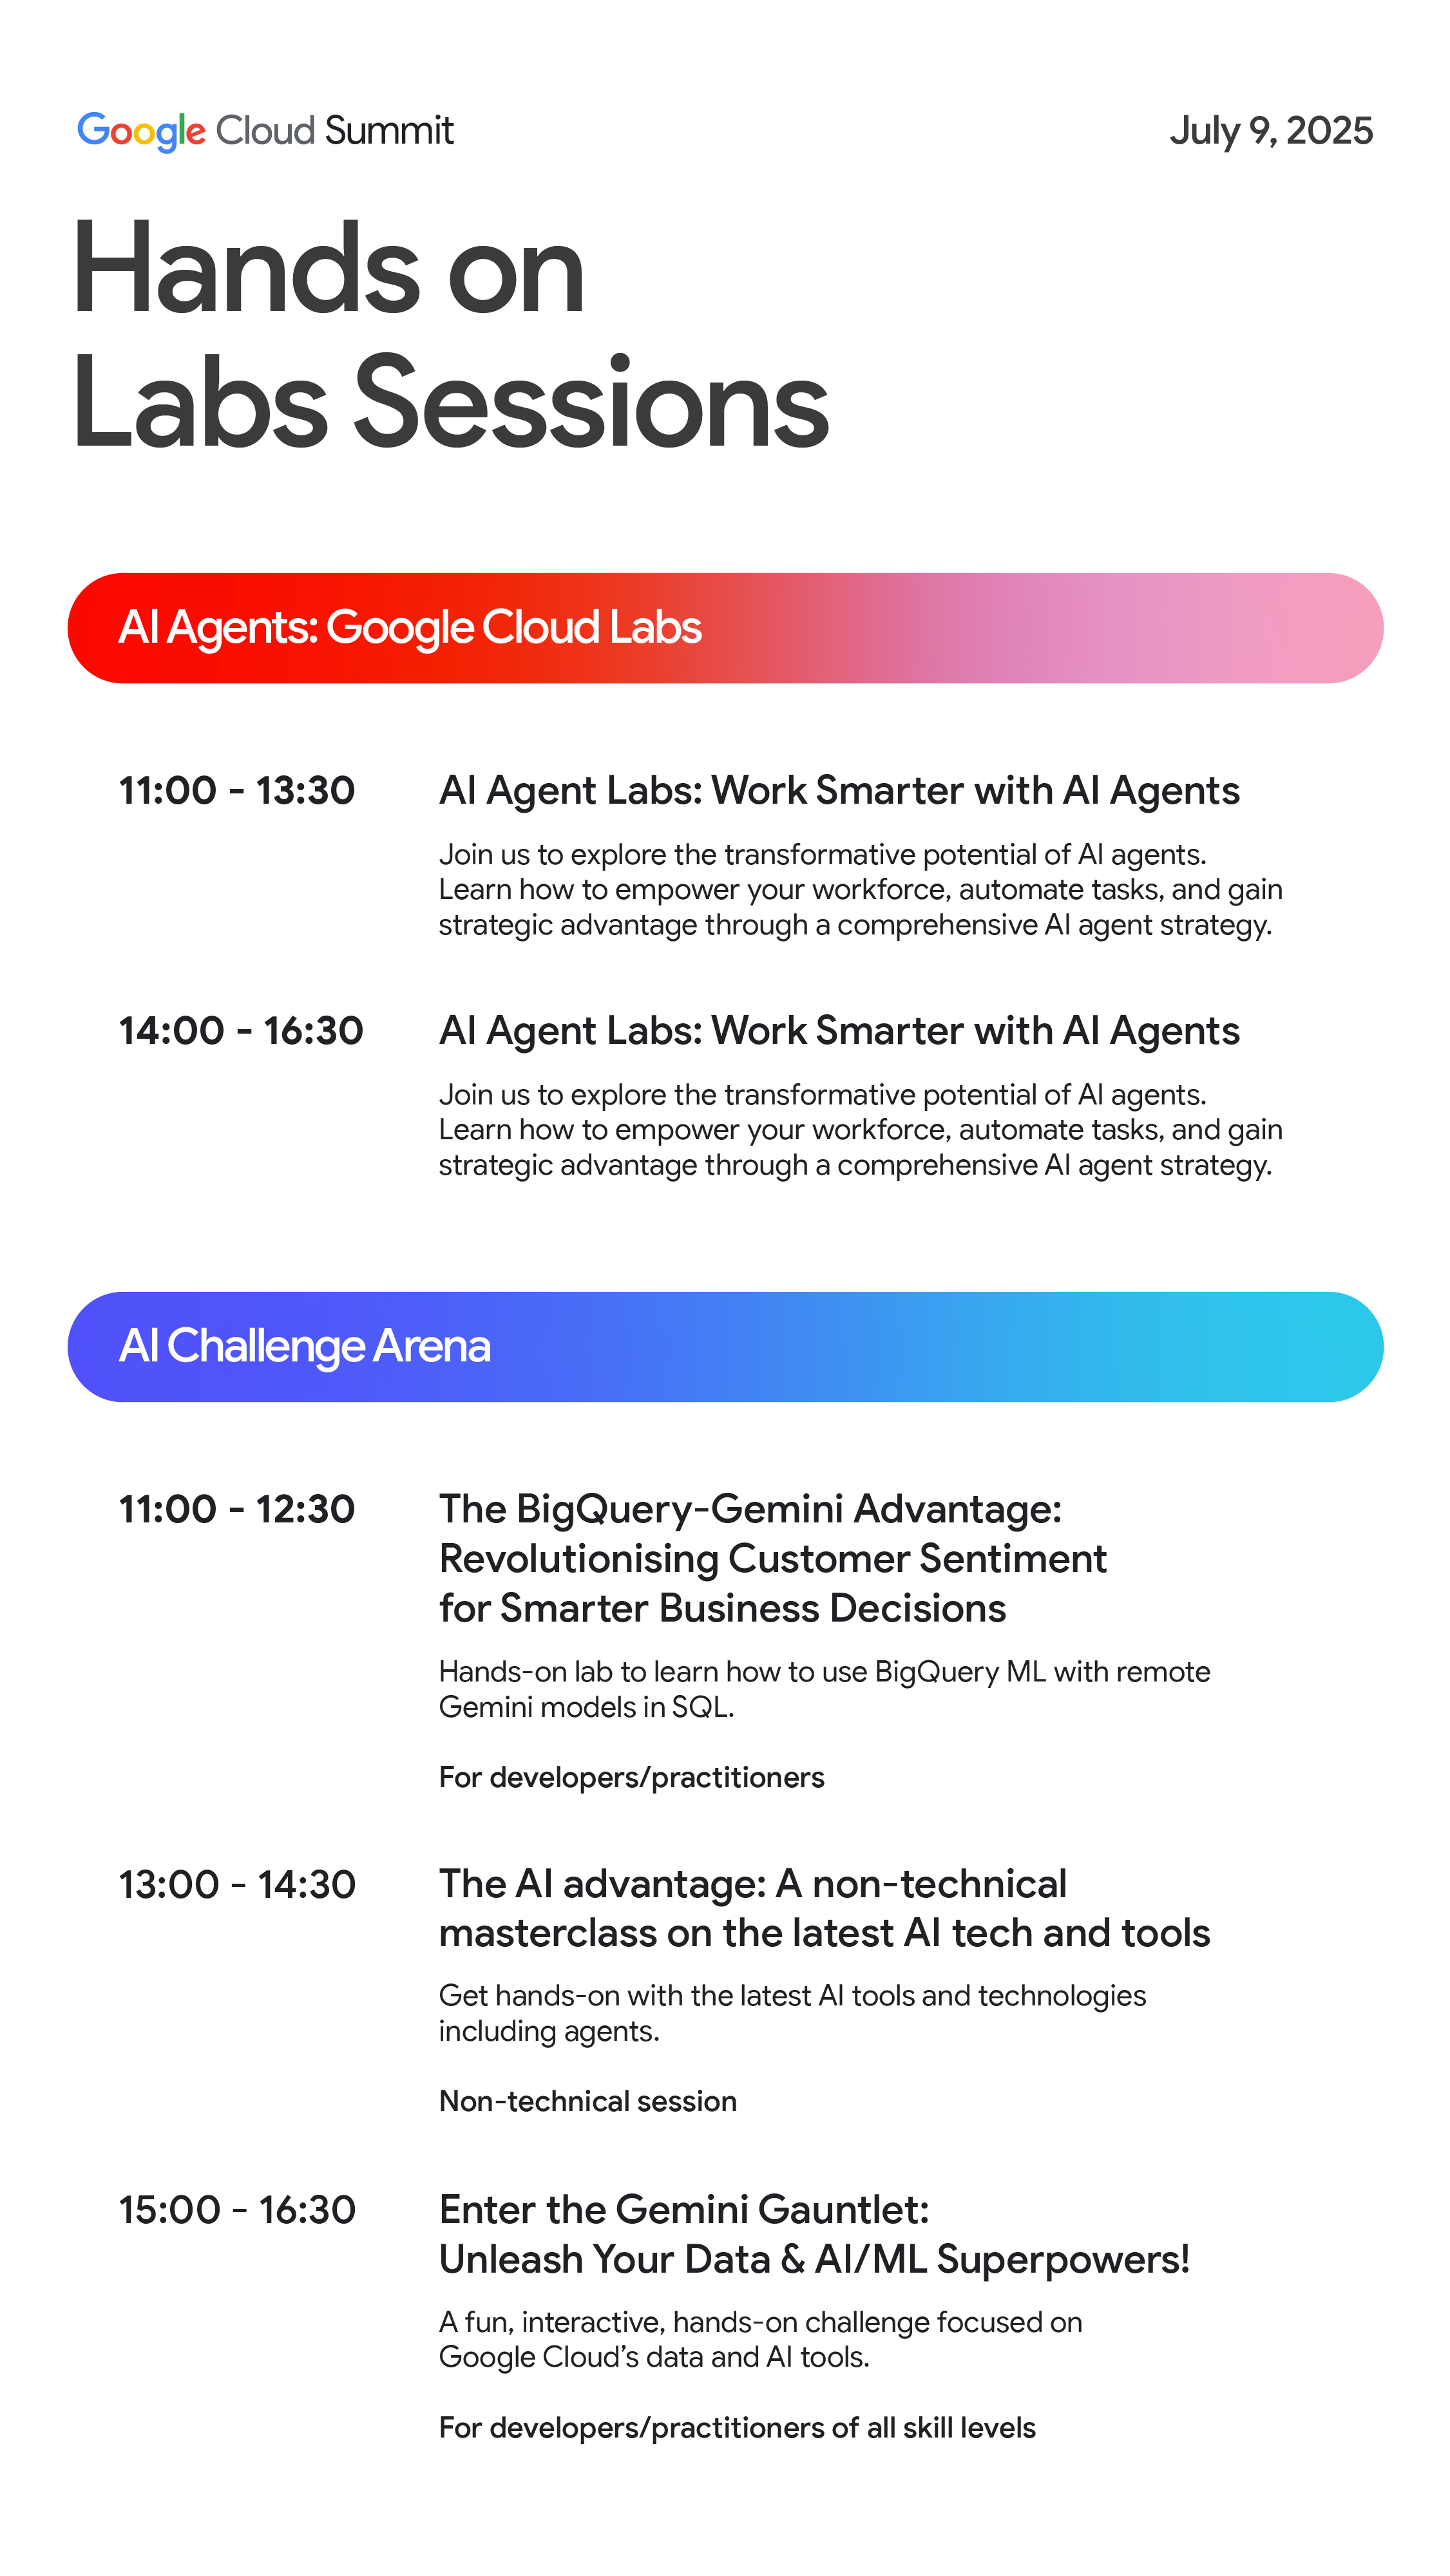 Google Cloud Summit
July 9, 2025
Hands on
Labs Sessions
AI Agents: Google Cloud Labs
11:00 - 13:30
AI Agent Labs: Work Smarter with AI Agents
Join us to explore the transformative potential of AI agents.
Learn how to empower your workforce, automate tasks, and gain
strategic advantage through a comprehensive AI agent strategy.
14:00 - 16:30
AI Agent Labs: Work Smarter with AI Agents
Join us to explore the transformative potential of AI agents.
Learn how to empower your workforce, automate tasks, and gain
strategic advantage through a comprehensive AI agent strategy.
AI Challenge Arena
11:00 - 12:30
The BigQuery-Gemini Advantage:
Revolutionising Customer Sentiment
for Smarter Business Decisions
Hands-on lab to learn how to use BigQuery ML with remote
Gemini models in SQL.
For developers/practitioners
13:00 - 14:30
The AI advantage: A non-technical
masterclass on the latest AI tech and tools
Get hands-on with the latest AI tools and technologies
including agents.
Non-technical session
15:00 - 16:30
Enter the Gemini Gauntlet:
Unleash Your Data & AI/ML Superpowers!
A fun, interactive, hands-on challenge focused on
Google Cloud’s data and AI tools.
For developers/practitioners of all skill levels